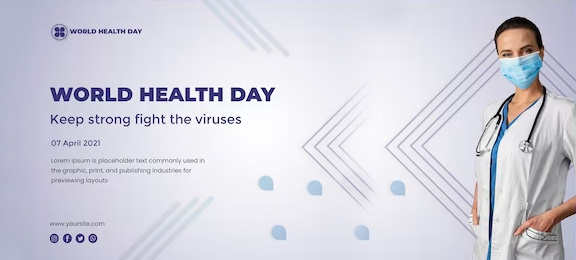 WORLD HEALTH DAY
WORLD HEALTH DAY
Keep strong fight the viruses
07 April 2021
Lorem ipsum is placeholder text commonly used in
the graphic, print, and publishing industries for
previewing layouts
www.yoursite.com